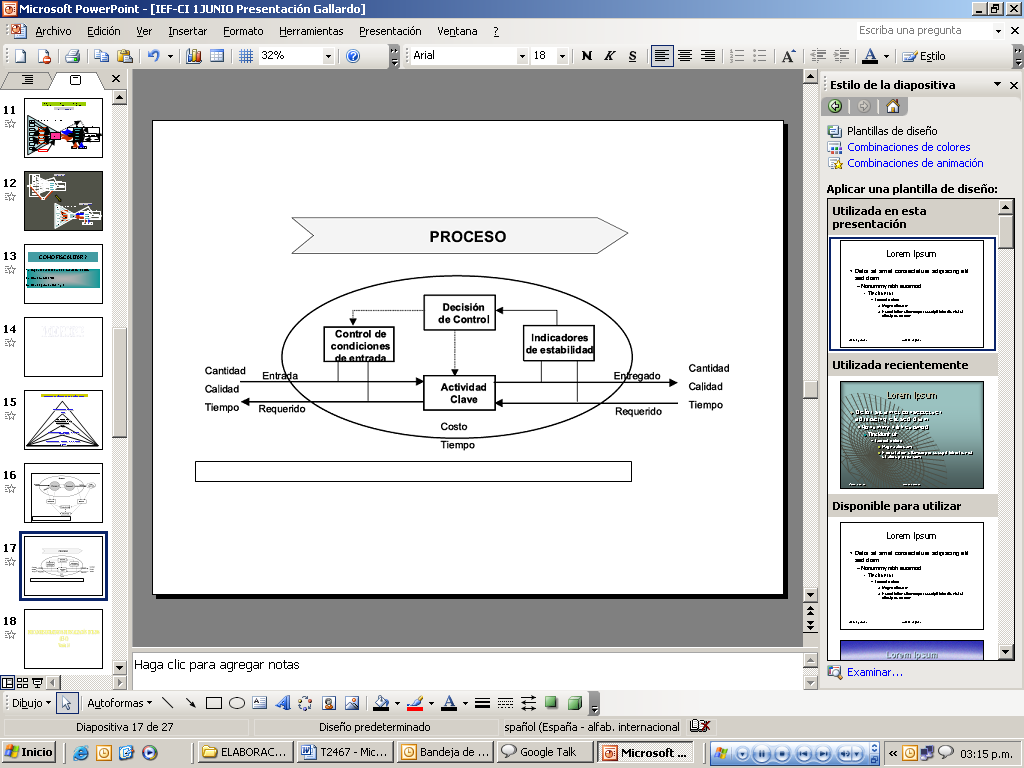 Microsoft PowerPoint - [IEF-CI 1JUNIO Presentación Gallardo]
Archivo Edición Ver Insertar Formato Herramientas Presentación Ventana ? Escriba una pregunta
32% Arial 18 N K S Estilo
Estilo de la diapositiva
Plantillas de diseño
Combinaciones de colores
Combinaciones de animación
Aplicar una plantilla de diseño:
Utilizada en esta
presentación
Lorem Ipsum
Utilizada recientemente
Lorem Ipsum
Disponible para utilizar
Lorem Ipsum
Lorem Ipsum
Examinar...
11
12
13
COMO FISCALIZAR ?
14
15
16
17
18
PROCESO
Decisión
de Control
Control de
condiciones
de entrada
Indicadores
de estabilidad
Cantidad
Calidad
Tiempo
Entrada
Requerido
Actividad
Clave
Entregado
Requerido
Cantidad
Calidad
Tiempo
Costo
Tiempo
Haga clic para agregar notas
Dibujo Autoformas
Diapositiva 17 de 27 Diseño predeterminado spañol (España - alfab. internacional
Inicio ELABORAC... T2467 - Mic... Bandeja de ... Google Talk Microsoft ... 03:15 p.m.